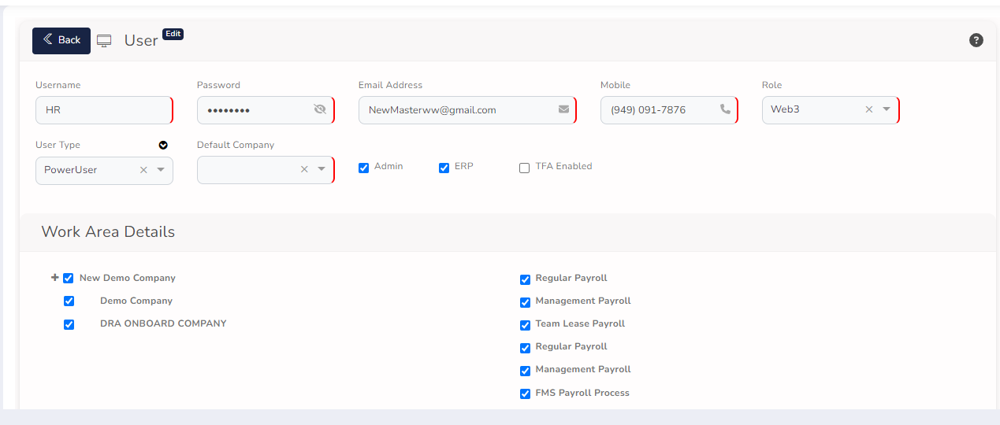 Back User Edit
?
Username Password Email Address Mobile Role
HR •••••••• NewMasterww@gmail.com (949) 091-7876 Web3
User Type Default Company
PowerUser Admin ERP TFA Enabled
Work Area Details
New Demo Company Regular Payroll
Demo Company Management Payroll
DRA ONBOARD COMPANY Team Lease Payroll
Regular Payroll
Management Payroll
FMS Payroll Process